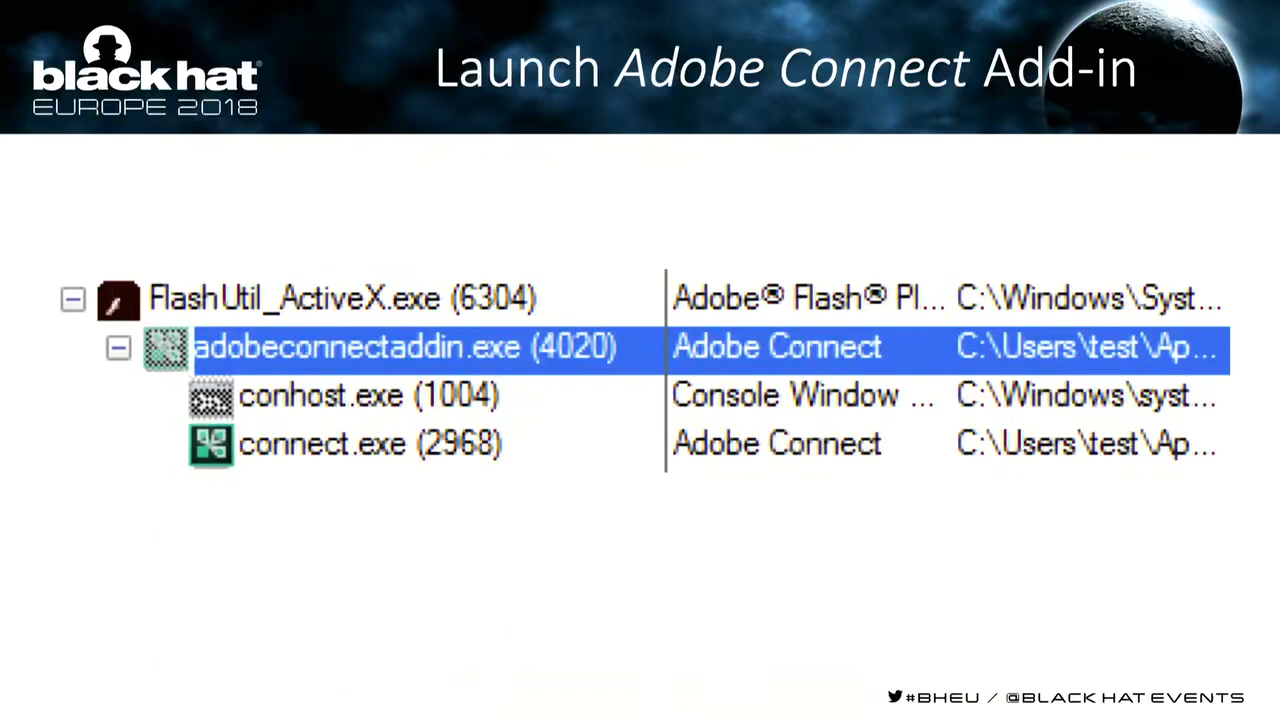 black hat®
EUROPE 2018
Launch Adobe Connect Add-in
FlashUtil_ActiveX.exe (6304) Adobe® Flash® Pl... C:\Windows\Syst...
adobeconnectaddin.exe (4020) Adobe Connect C:\Users\test\Ap...
conhost.exe (1004) Console Window ... C:\Windows\syst...
connect.exe (2968) Adobe Connect C:\Users\test\Ap...
#BHEU / @BLACK HAT EVENTS